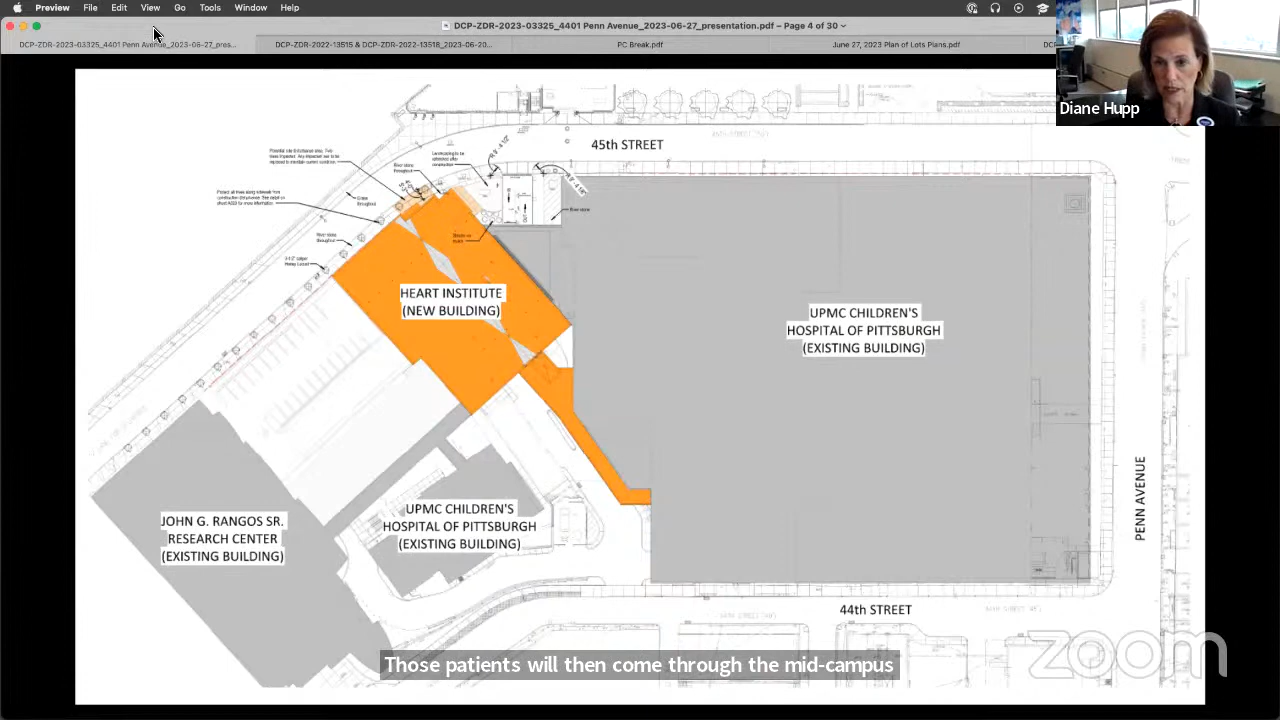 Preview File Edit View Go Tools Window Help
DCP-ZDR-2023-03325_4401 Penn Avenue_2023-06-27_presentation.pdf – Page 4 of 30
DCP-ZDR-2023-03325_4401 Penn Avenue_2023-06-27_pres...
DCP-ZDR-2022-13515 & DCP-ZDR-2022-13518_2023-06-20...
PC Break.pdf
June 27, 2023 Plan of Lots Plans.pdf
Diane Hupp
45th STREET
HEART INSTITUTE
(NEW BUILDING)
UPMC CHILDREN'S
HOSPITAL OF PITTSBURGH
(EXISTING BUILDING)
PENN AVENUE
UPMC CHILDREN'S
HOSPITAL OF PITTSBURGH
(EXISTING BUILDING)
JOHN G. RANGOS SR.
RESEARCH CENTER
(EXISTING BUILDING)
44th STREET
Those patients will then come through the mid-campus
zoom